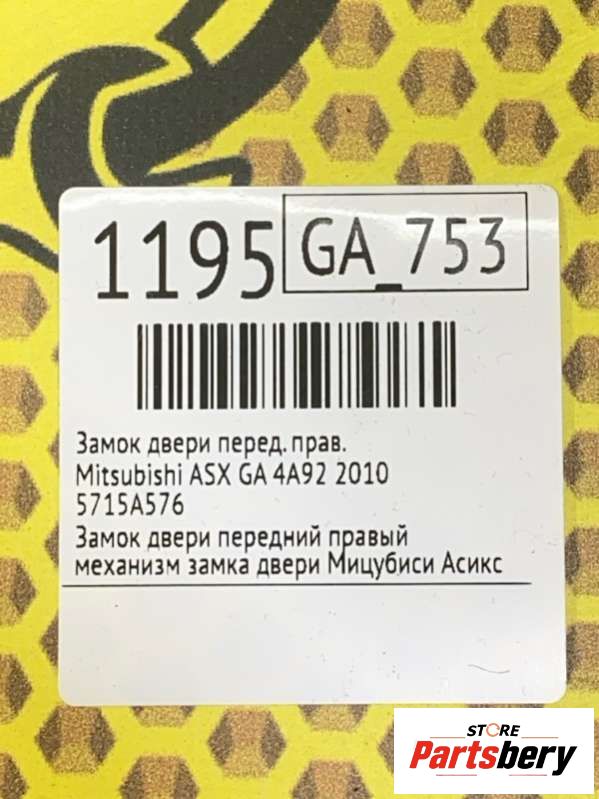 1195 GA_753
Замок двери перед. прав.
Mitsubishi ASX GA 4A92 2010
5715A576
Замок двери передний правый
механизм замка двери Мицубиси Асикс
STORE
Partsbery